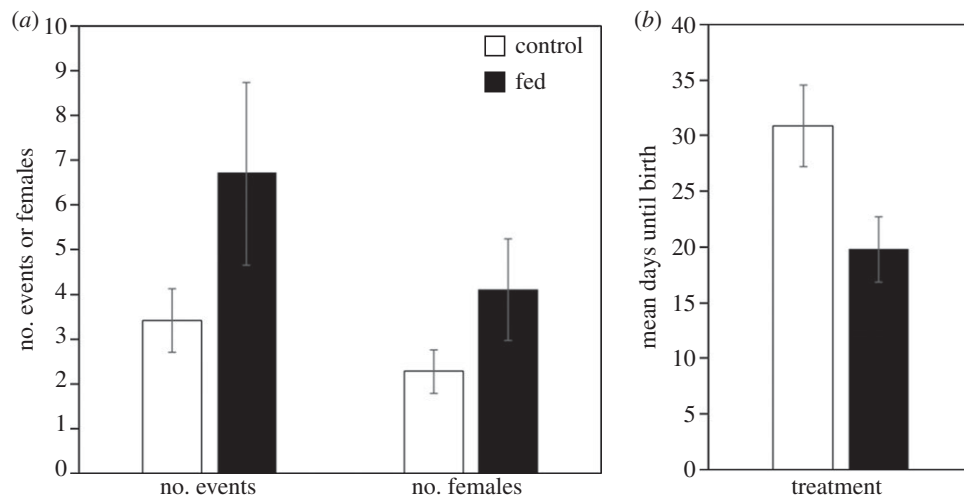 (a)
10
9
8
7
6
5
4
3
2
1
0
no. events or females
control
fed
no. events
no. females
(b)
40
35
30
25
20
15
10
5
0
mean days until birth
treatment